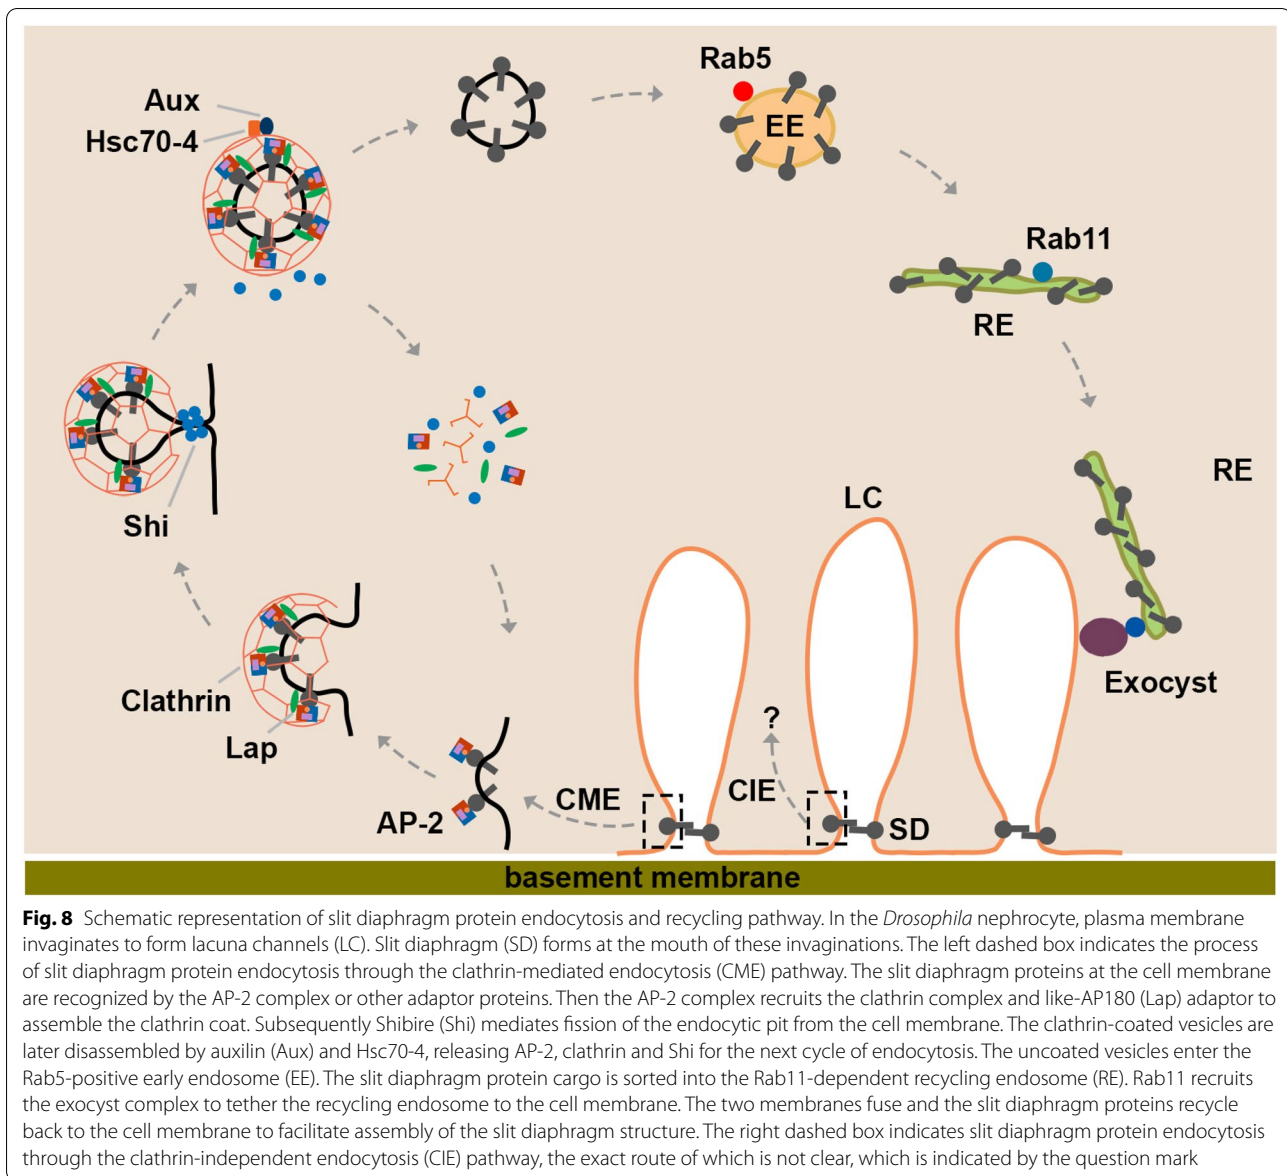 Rab5
Aux
EE
Hsc70-4
Rab11
RE
RE
LC
Shi
Exocyst
Clathrin
?
Lap
CME
CIE
AP-2
SD
basement membrane
Fig. 8 Schematic representation of slit diaphragm protein endocytosis and recycling pathway. In the Drosophila nephrocyte, plasma membrane
invaginates to form lacuna channels (LC). Slit diaphragm (SD) forms at the mouth of these invaginations. The left dashed box indicates the process
of slit diaphragm protein endocytosis through the clathrin-mediated endocytosis (CME) pathway. The slit diaphragm proteins at the cell membrane
are recognized by the AP-2 complex or other adaptor proteins. Then the AP-2 complex recruits the clathrin complex and like-AP180 (Lap) adaptor to
assemble the clathrin coat. Subsequently Shibire (Shi) mediates fission of the endocytic pit from the cell membrane. The clathrin-coated vesicles are
later disassembled by auxilin (Aux) and Hsc70-4, releasing AP-2, clathrin and Shi for the next cycle of endocytosis. The uncoated vesicles enter the
Rab5-positive early endosome (EE). The slit diaphragm protein cargo is sorted into the Rab11-dependent recycling endosome (RE). Rab11 recruits
the exocyst complex to tether the recycling endosome to the cell membrane. The two membranes fuse and the slit diaphragm proteins recycle
back to the cell membrane to facilitate assembly of the slit diaphragm structure. The right dashed box indicates slit diaphragm protein endocytosis
through the clathrin-independent endocytosis (CIE) pathway, the exact route of which is not clear, which is indicated by the question mark